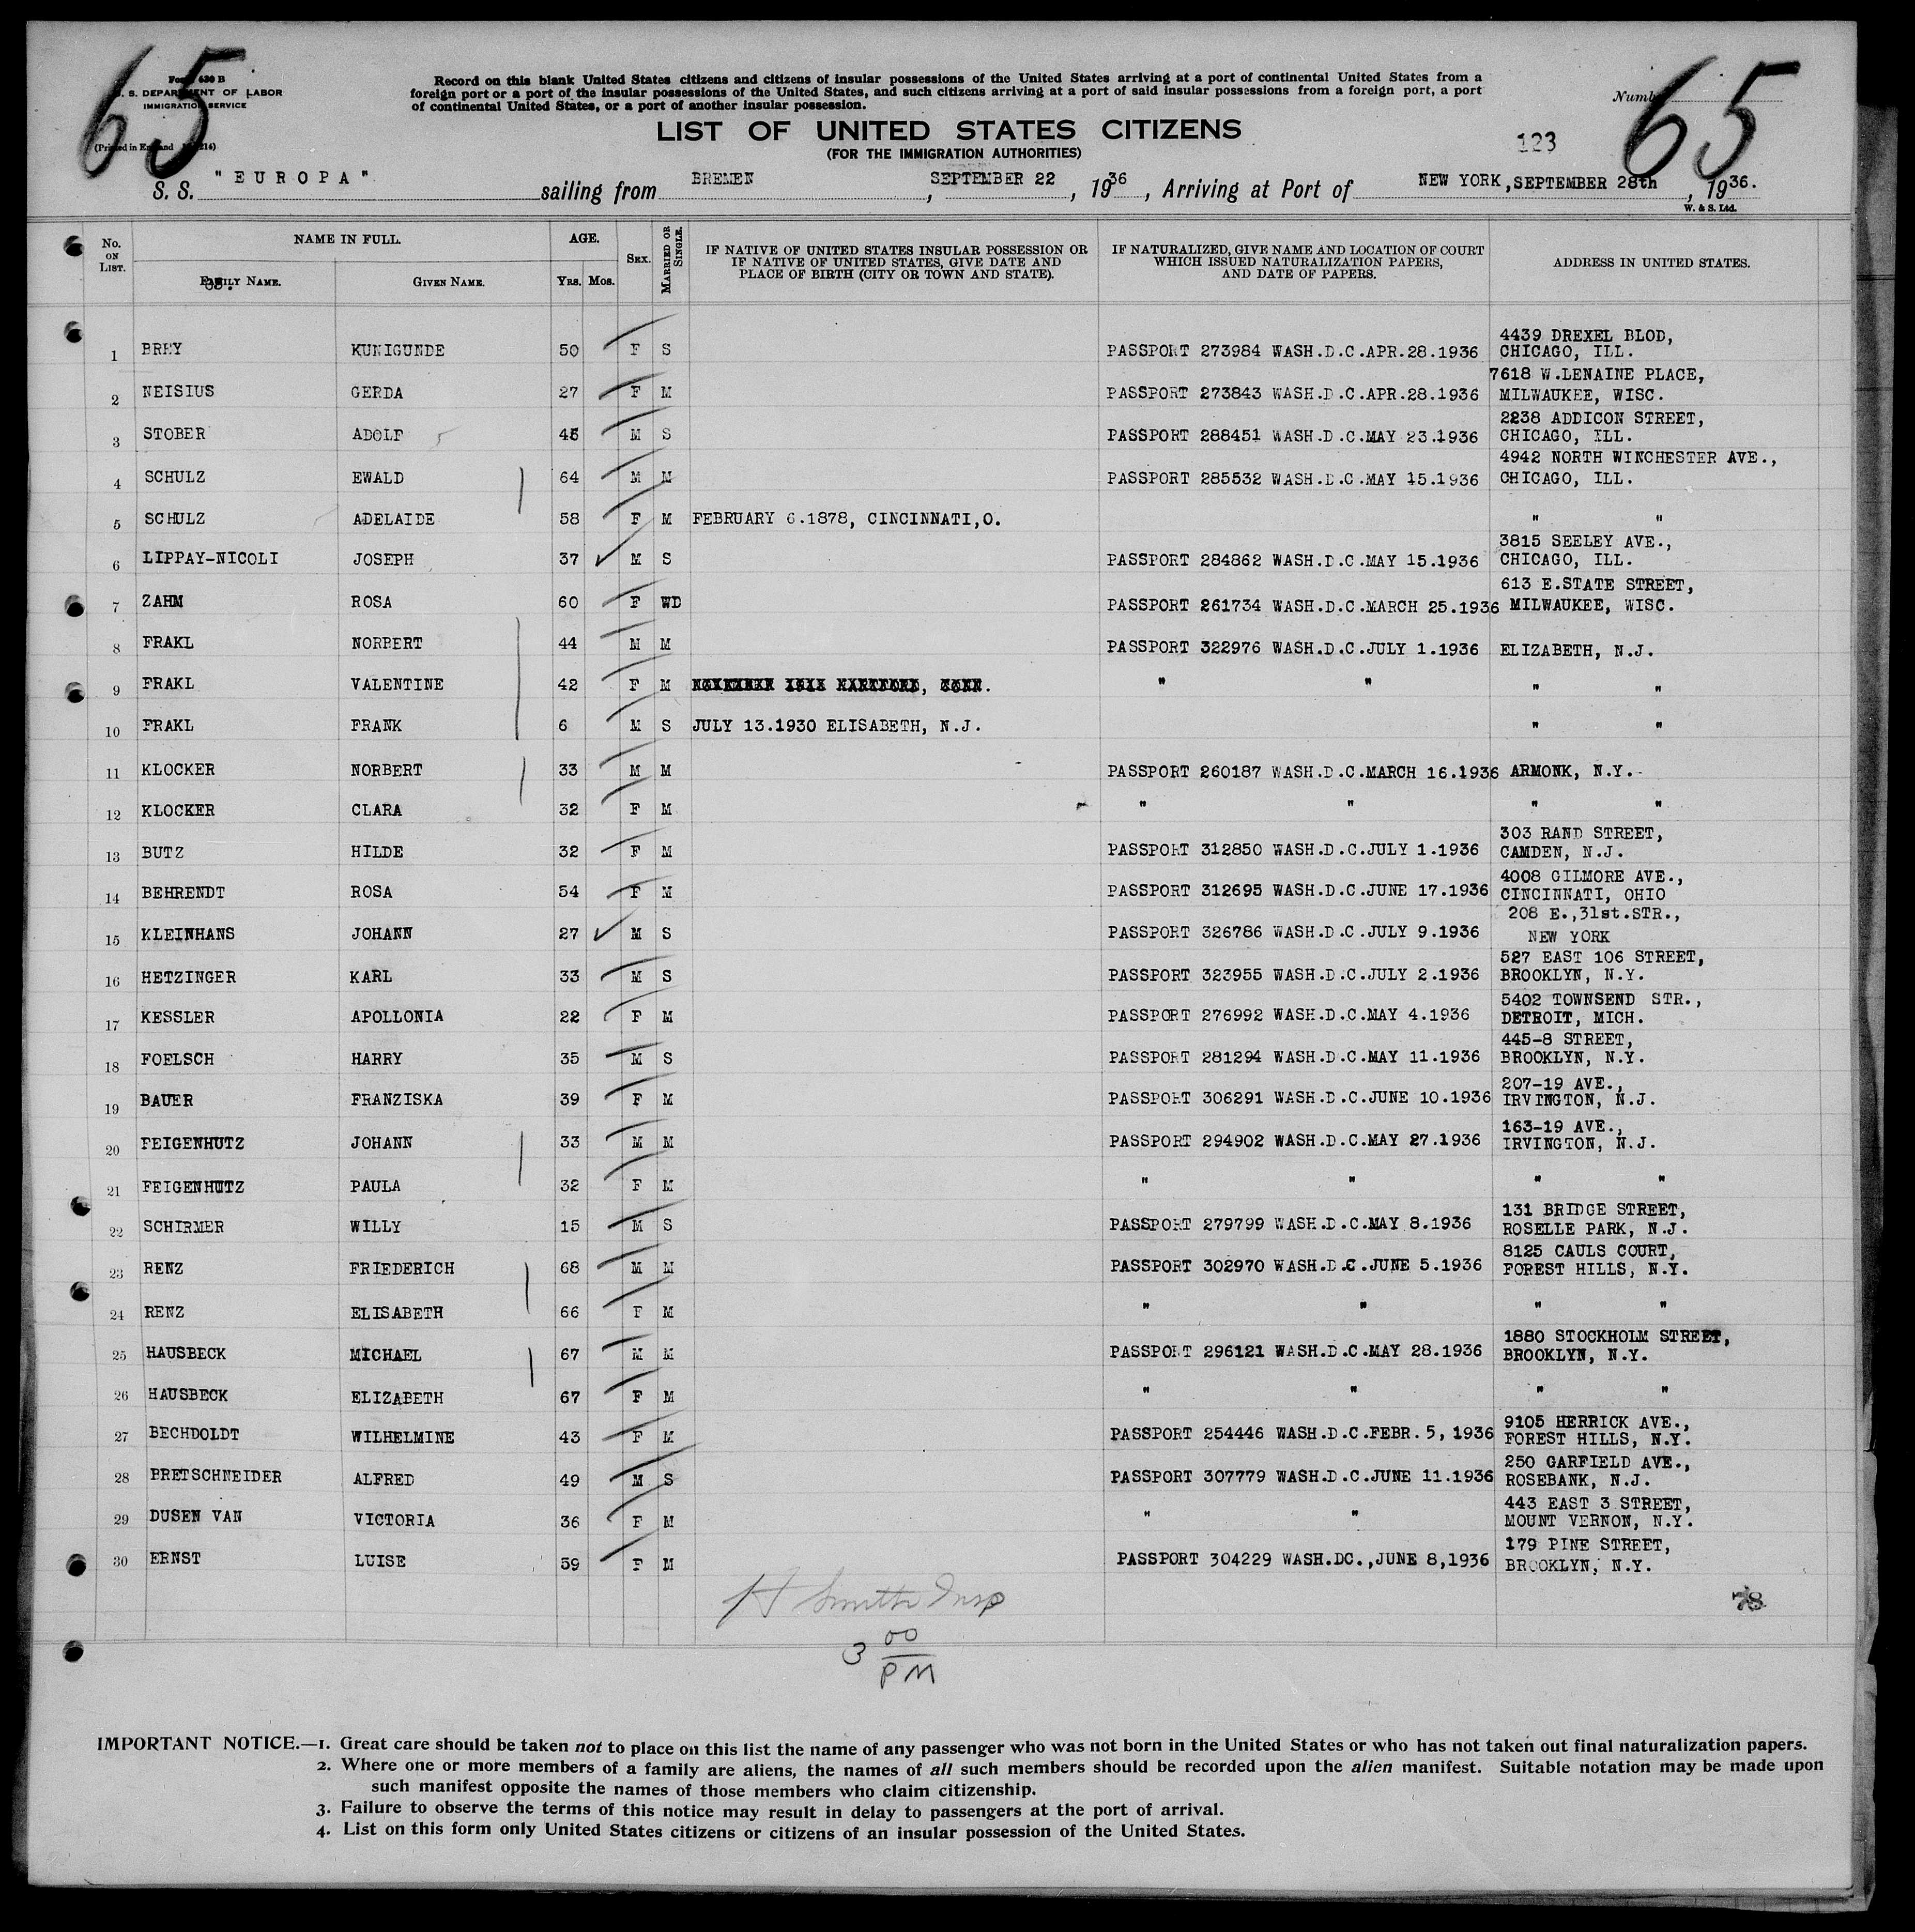 65
65
Form 630 B
U. S. DEPARTMENT OF LABOR
IMMIGRATION SERVICE
(Printed in England
Record on this blank United States citizens and citizens of insular possessions of the United States arriving at a port of continental United States from a
foreign port or a port of the insular possessions of the United States, and such citizens arriving at a port of said insular possessions from a foreign port, a port
of continental United States, or a port of another insular possession.
Number
LIST OF UNITED STATES CITIZENS
(FOR THE IMMIGRATION AUTHORITIES)
123
S. S. "EUROPA" sailing from BREMEN, SEPTEMBER 22, 1936, Arriving at Port of NEW YORK, SEPTEMBER 28th, 1936.
W. & S. Ltd.
No. ON LIST. NAME IN FULL. AGE. SEX. MARRIED OR SINGLE. IF NATIVE OF UNITED STATES INSULAR POSSESSION OR IF NATIVE OF UNITED STATES, GIVE DATE AND PLACE OF BIRTH (CITY OR TOWN AND STATE). IF NATURALIZED, GIVE NAME AND LOCATION OF COURT WHICH ISSUED NATURALIZATION PAPERS, AND DATE OF PAPERS. ADDRESS IN UNITED STATES.
FAMILY NAME. GIVEN NAME. YRS. MOS.
4439 DREXEL BLOD,
1 BREY KUNIGUNDE 50 F S PASSPORT 273984 WASH.D.C.APR.28.1936 CHICAGO, ILL.
7618 W.LENAINE PLACE,
2 NEISIUS GERDA 27 F M PASSPORT 273843 WASH.D.C.APR.28.1936 MILWAUKEE, WISC.
2238 ADDICON STREET,
3 STOBER ADOLF 45 M S PASSPORT 288451 WASH.D.C.MAY 23.1936 CHICAGO, ILL.
4942 NORTH WINCHESTER AVE.,
4 SCHULZ EWALD 64 M M PASSPORT 285532 WASH.D.C.MAY 15.1936 CHICAGO, ILL.
5 SCHULZ ADELAIDE 58 F M FEBRUARY 6.1878, CINCINNATI,O. " "
3815 SEELEY AVE.,
6 LIPPAY-NICOLI JOSEPH 37 M S PASSPORT 284862 WASH.D.C.MAY 15.1936 CHICAGO, ILL.
613 E.STATE STREET,
7 ZAHM ROSA 60 F WD PASSPORT 261734 WASH.D.C.MARCH 25.1936 MILWAUKEE, WISC.
8 FRAKL NORBERT 44 M M PASSPORT 322976 WASH.D.C.JULY 1.1936 ELIZABETH, N.J.
9 FRAKL VALENTINE 42 F M " " " "
10 FRAKL FRANK 6 M S JULY 13.1930 ELISABETH, N.J. " "
11 KLOCKER NORBERT 33 M M PASSPORT 260187 WASH.D.C.MARCH 16.1936 ARMONK, N.Y.
12 KLOCKER CLARA 32 F M " " " "
303 RAND STREET,
13 BUTZ HILDE 32 F M PASSPORT 312850 WASH.D.C.JULY 1.1936 CAMDEN, N.J.
4008 GILMORE AVE.,
14 BEHRENDT ROSA 54 F M PASSPORT 312695 WASH.D.C.JUNE 17.1936 CINCINNATI, OHIO
208 E.,31st.STR.,
15 KLEINHANS JOHANN 27 M S PASSPORT 326786 WASH.D.C.JULY 9.1936 NEW YORK
527 EAST 106 STREET,
16 HETZINGER KARL 33 M S PASSPORT 323955 WASH.D.C.JULY 2.1936 BROOKLYN, N.Y.
5402 TOWNSEND STR.,
17 KESSLER APOLLONIA 22 F M PASSPORT 276992 WASH.D.C.MAY 4.1936 DETROIT, MICH.
445-8 STREET,
18 FOELSCH HARRY 35 M S PASSPORT 281294 WASH.D.C.MAY 11.1936 BROOKLYN, N.Y.
207-19 AVE.,
19 BAUER FRANZISKA 39 F M PASSPORT 306291 WASH.D.C.JUNE 10.1936 IRVINGTON, N.J.
163-19 AVE.,
20 FEIGENHUTZ JOHANN 33 M M PASSPORT 294902 WASH.D.C.MAY 27.1936 IRVINGTON, N.J.
21 FEIGENHUTZ PAULA 32 F M " " " "
131 BRIDGE STREET,
22 SCHIRMER WILLY 15 M S PASSPORT 279799 WASH.D.C.MAY 8.1936 ROSELLE PARK, N.J.
8125 CAULS COURT,
23 RENZ FRIEDERICH 68 M M PASSPORT 302970 WASH.D.C.JUNE 5.1936 FOREST HILLS, N.Y.
24 RENZ ELISABETH 66 F M " " " "
1880 STOCKHOLM STREET,
25 HAUSBECK MICHAEL 67 M M PASSPORT 296121 WASH.D.C.MAY 28.1936 BROOKLYN, N.Y.
26 HAUSBECK ELIZABETH 67 F M " " " "
9105 HERRICK AVE.,
27 BECHDOLDT WILHELMINE 43 F M PASSPORT 254446 WASH.D.C.FEBR. 5, 1936 FOREST HILLS, N.Y.
250 GARFIELD AVE.,
28 BRETSCHNEIDER ALFRED 49 M S PASSPORT 307779 WASH.D.C.JUNE 11.1936 ROSEBANK, N.J.
443 EAST 3 STREET,
29 DUSEN VAN VICTORIA 36 F M " " MOUNT VERNON, N.Y.
179 PINE STREET,
30 ERNST LUISE 59 F M PASSPORT 304229 WASH.DC.,JUNE 8,1936 BROOKLYN, N.Y.
H Smith Insp
3 00 PM
IMPORTANT NOTICE.—1. Great care should be taken not to place on this list the name of any passenger who was not born in the United States or who has not taken out final naturalization papers.
2. Where one or more members of a family are aliens, the names of all such members should be recorded upon the alien manifest. Suitable notation may be made upon
such manifest opposite the names of those members who claim citizenship.
3. Failure to observe the terms of this notice may result in delay to passengers at the port of arrival.
4. List on this form only United States citizens or citizens of an insular possession of the United States.